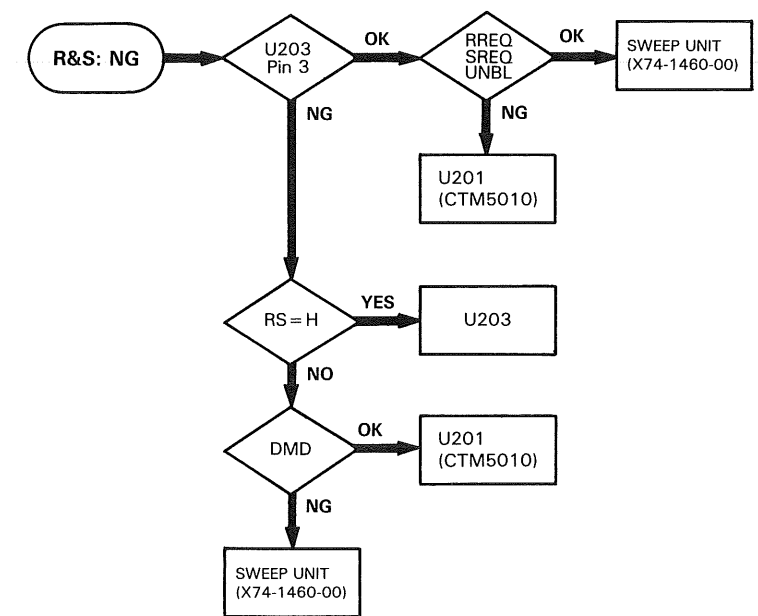 R&S: NG
U203
Pin 3
OK
RREQ
SREQ
UNBL
OK
SWEEP UNIT
(X74-1460-00)
NG
NG
U201
(CTM5010)
RS=H
YES
U203
NO
DMD
OK
U201
(CTM5010)
NG
SWEEP UNIT
(X74-1460-00)